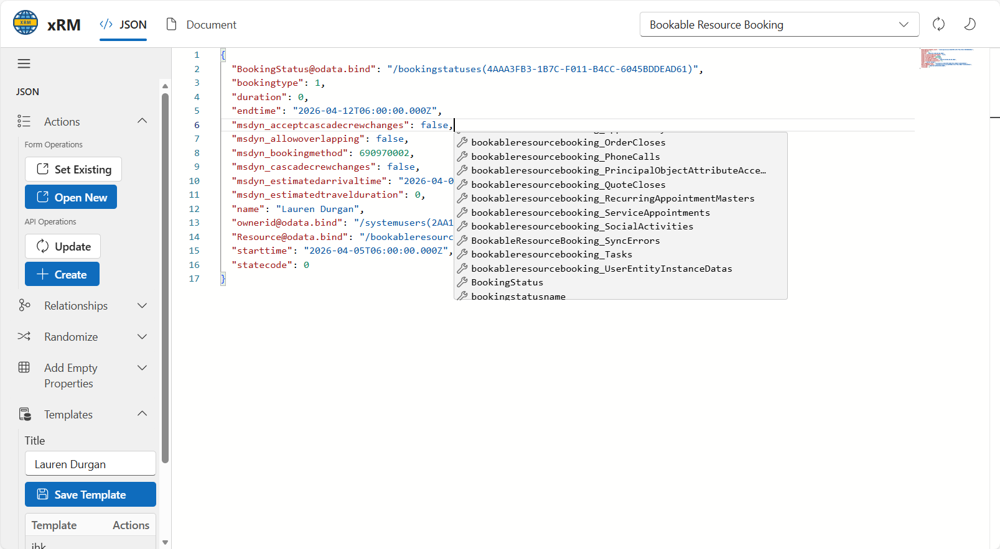 XRM
xRM
JSON
Document
Bookable Resource Booking
JSON
Actions
Form Operations
Set Existing
Open New
API Operations
Update
Create
Relationships
Randomize
Add Empty
Properties
Templates
Title
Lauren Durgan
Save Template
Template Actions
1 {
2 "BookingStatus@odata.bind": "/bookingstatuses(4AAA3FB3-1B7C-F011-B4CC-6045BDDEAD61)",
3 "bookingtype": 1,
4 "duration": 0,
5 "endtime": "2026-04-12T06:00:00.000Z",
6 "msdyn_acceptcascadecrewchanges": false,
7 "msdyn_allowoverlapping": false,
8 "msdyn_bookingmethod": 690970002,
9 "msdyn_cascadecrewchanges": false,
10 "msdyn_estimatedarrivaltime": "2026-04-0
11 "msdyn_estimatedtravelduration": 0,
12 "name": "Lauren Durgan",
13 "ownerid@odata.bind": "/systemusers(2AA1
14 "Resource@odata.bind": "/bookableresourc
15 "starttime": "2026-04-05T06:00:00.000Z",
16 "statecode": 0
17 }
bookableresourcebooking_OrderCloses
bookableresourcebooking_PhoneCalls
bookableresourcebooking_PrincipalObjectAttributeAcce…
bookableresourcebooking_QuoteCloses
bookableresourcebooking_RecurringAppointmentMasters
bookableresourcebooking_ServiceAppointments
bookableresourcebooking_SocialActivities
BookableResourceBooking_SyncErrors
bookableresourcebooking_Tasks
bookableresourcebooking_UserEntityInstanceDatas
BookingStatus
bookingstatusname